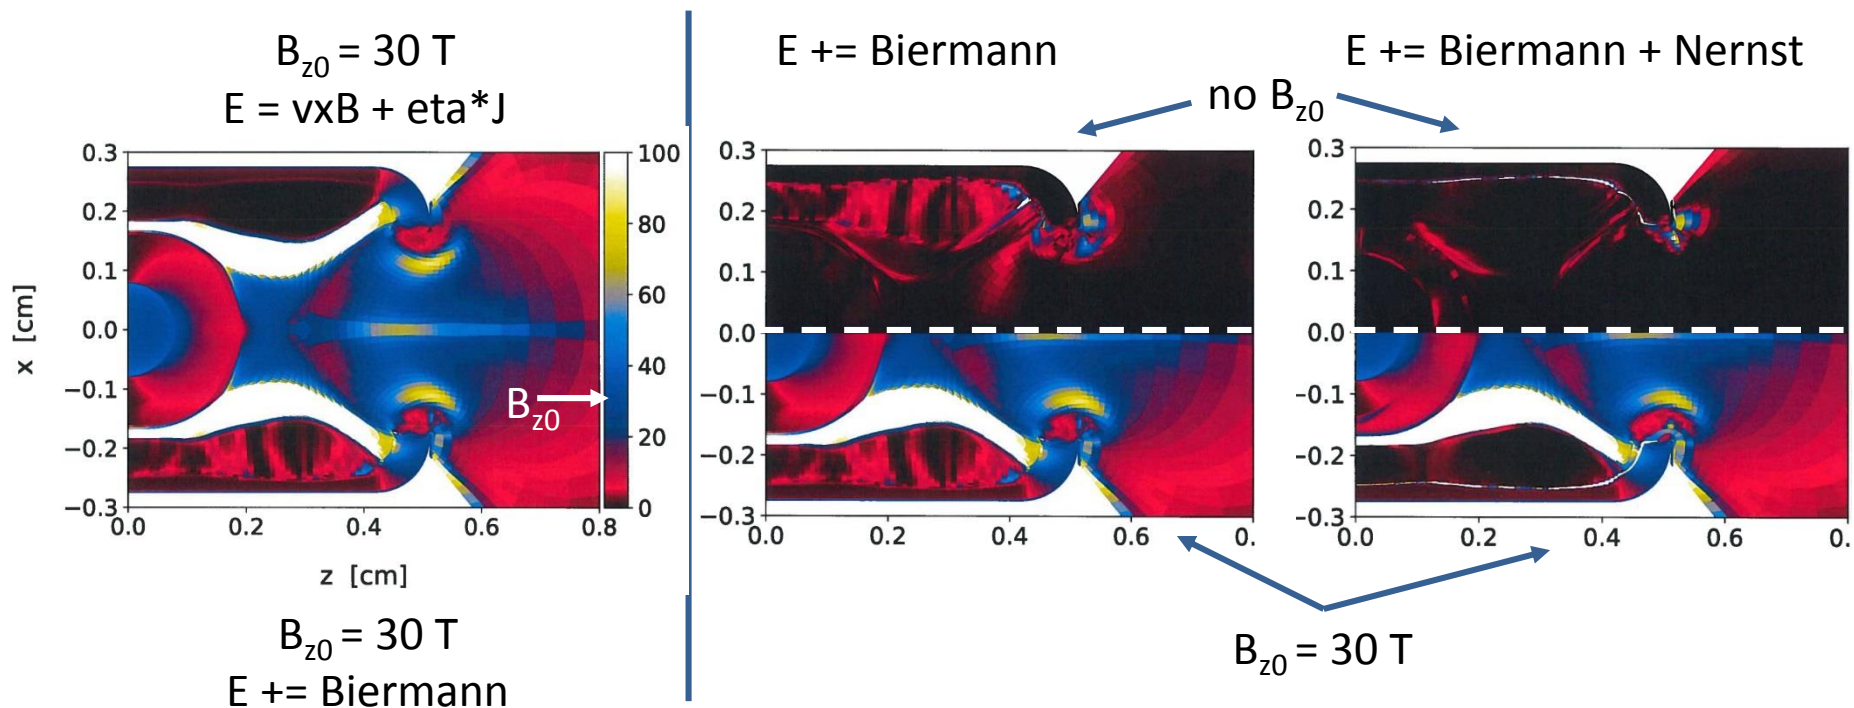 B_z0 = 30 T
E = vxB + eta*J
0.3
0.2
0.1
0.0
−0.1
−0.2
−0.3
x [cm]
0.0 0.2 0.4 0.6 0.8
z [cm]
100
80
60
40
20
0
B_z0
B_z0 = 30 T
E += Biermann
E += Biermann
E += Biermann + Nernst
no B_z0
0.3
0.2
0.1
0.0
−0.1
−0.2
−0.3
0.0 0.2 0.4 0.6 0.
0.3
0.2
0.1
0.0
−0.1
−0.2
−0.3
0.0 0.2 0.4 0.6 0.
B_z0 = 30 T